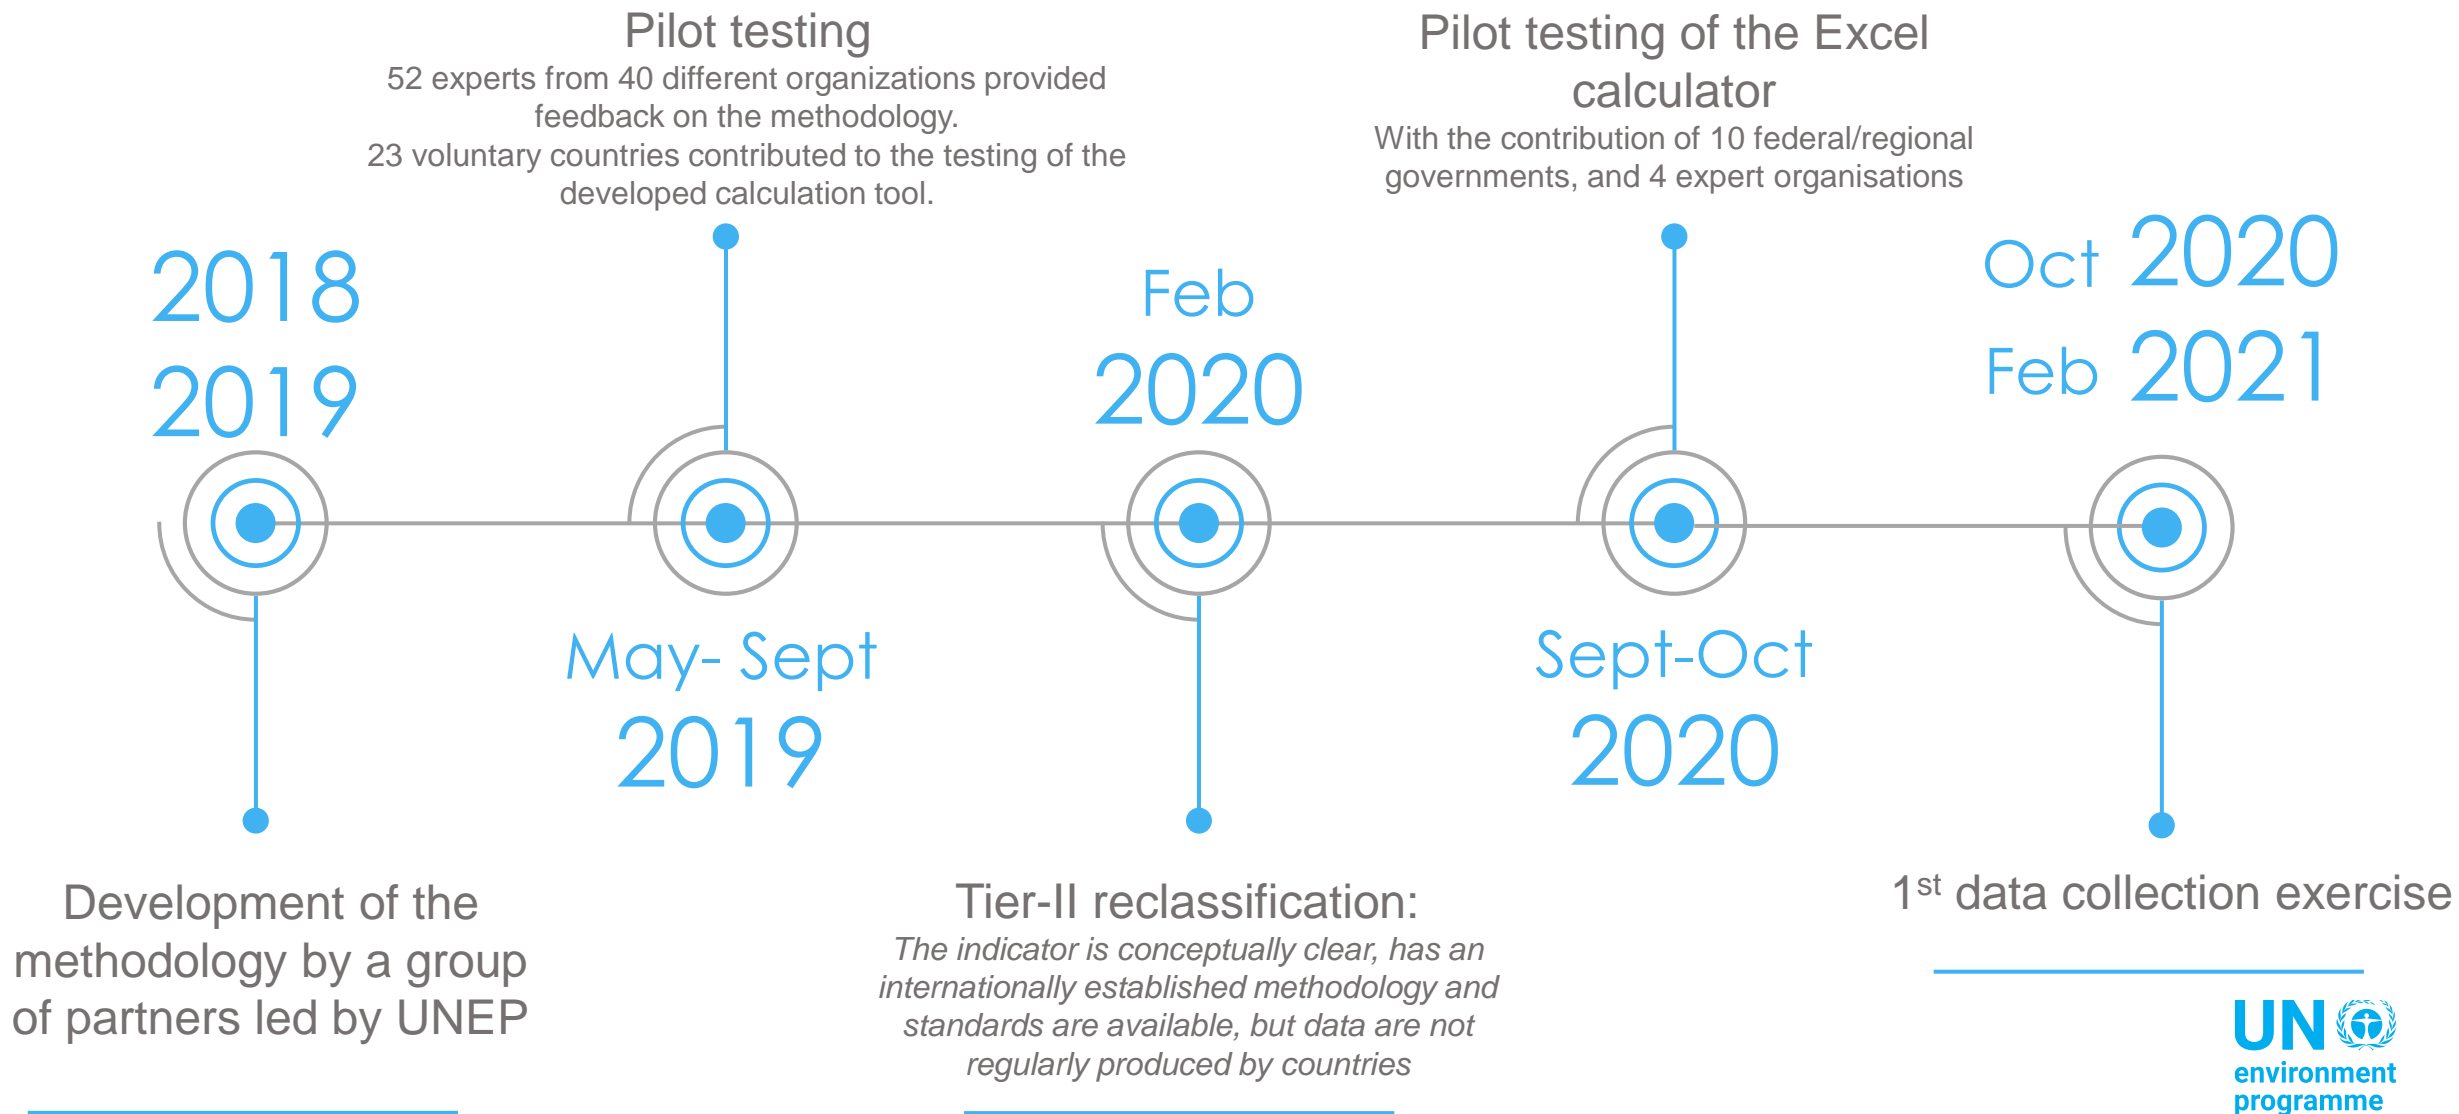 Pilot testing
52 experts from 40 different organizations provided
feedback on the methodology.
23 voluntary countries contributed to the testing of the
developed calculation tool.
Pilot testing of the Excel
calculator
With the contribution of 10 federal/regional
governments, and 4 expert organisations
2018
2019
Feb
2020
Oct 2020
Feb 2021
May- Sept
2019
Sept-Oct
2020
Development of the
methodology by a group
of partners led by UNEP
Tier-II reclassification:
The indicator is conceptually clear, has an
internationally established methodology and
standards are available, but data are not
regularly produced by countries
1st data collection exercise
UN
environment
programme